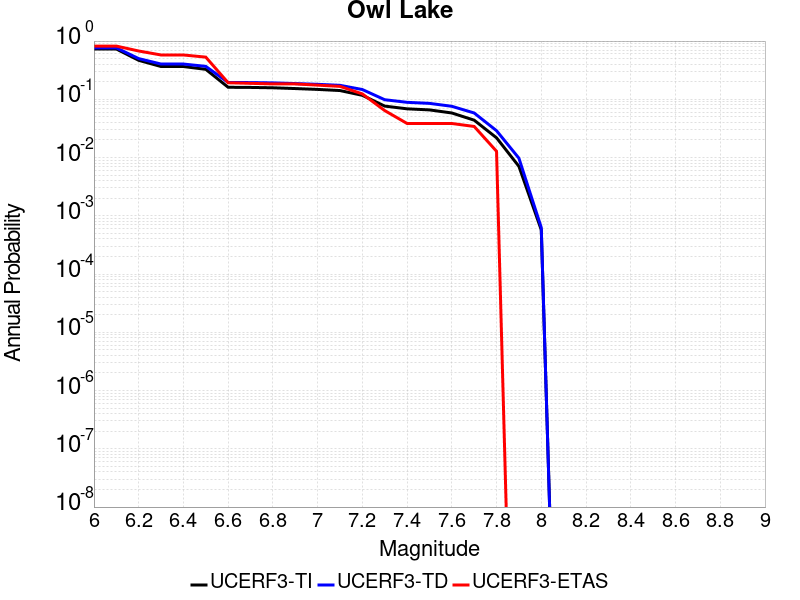 Owl Lake
10^0
10^-1
10^-2
10^-3
10^-4
10^-5
10^-6
10^-7
10^-8
Annual Probability
6 6.2 6.4 6.6 6.8 7 7.2 7.4 7.6 7.8 8 8.2 8.4 8.6 8.8 9
Magnitude
UCERF3-TI UCERF3-TD UCERF3-ETAS